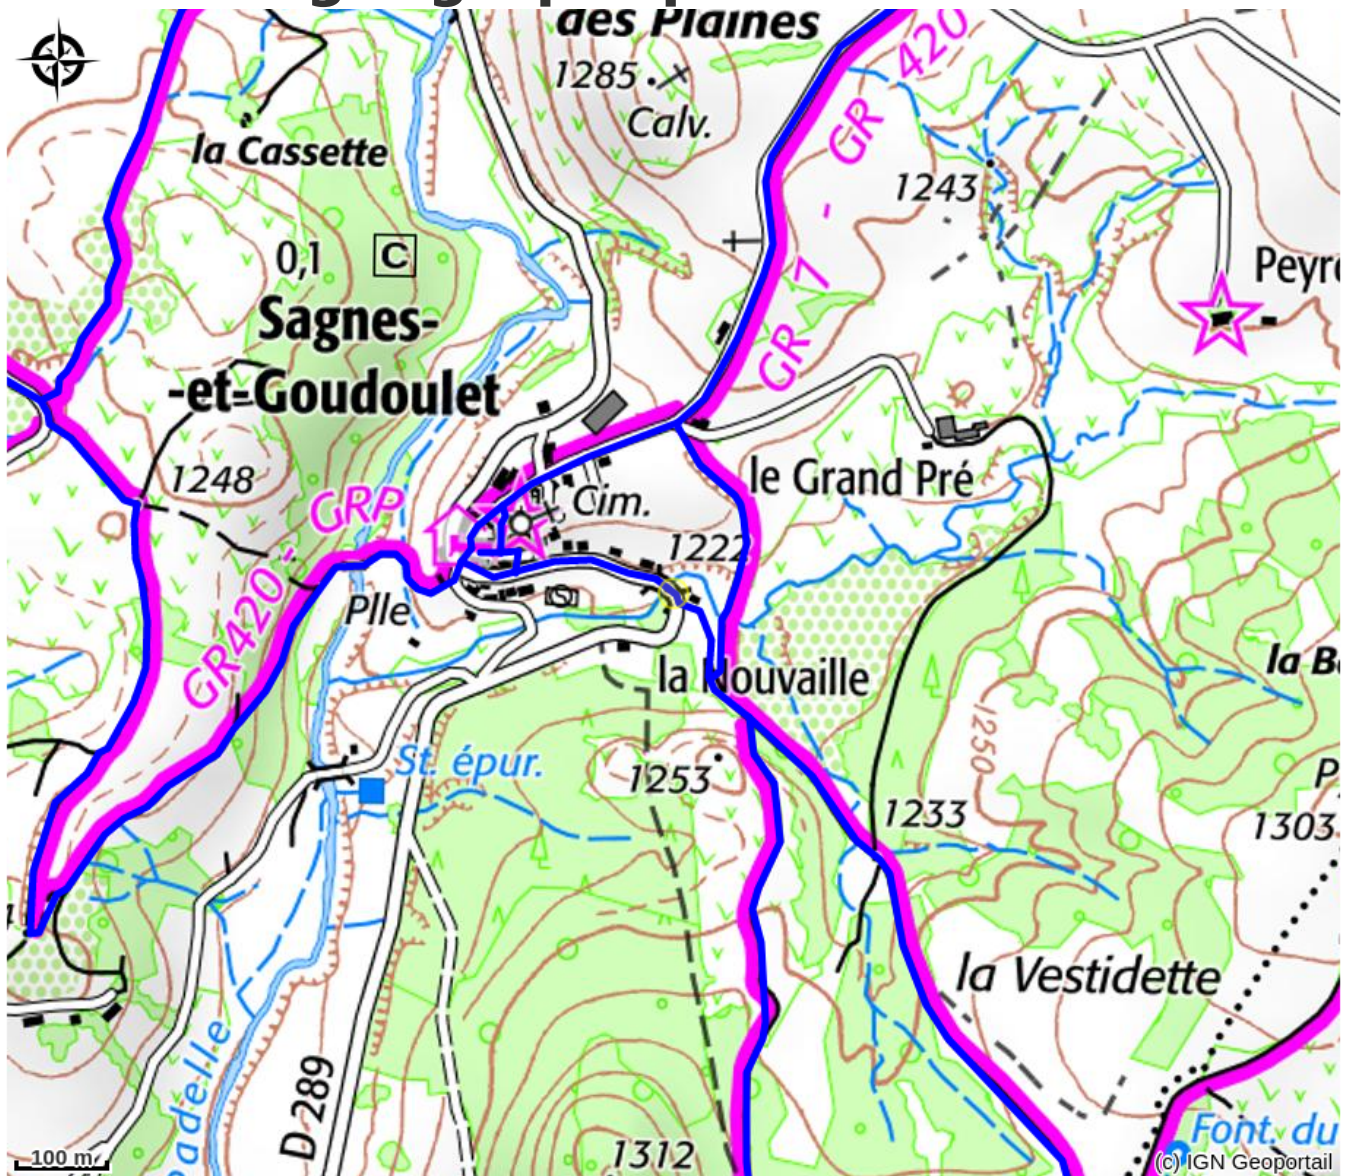 des Plaines
1285
Calv.
GR 7 - GR 420
la Cassette
1243
0,1 C
Sagnes-
-et-Goudoulet
Peyre
1248
le Grand Pré
Cim.
GR420 - GRP
1222
Plle
S
la Nouvaille
la B
1250
St. épur.
1253
1233
P
1303
la Vestidette
D 289
adelle
1312
Font. du
100 m
(c) IGN Geoportail